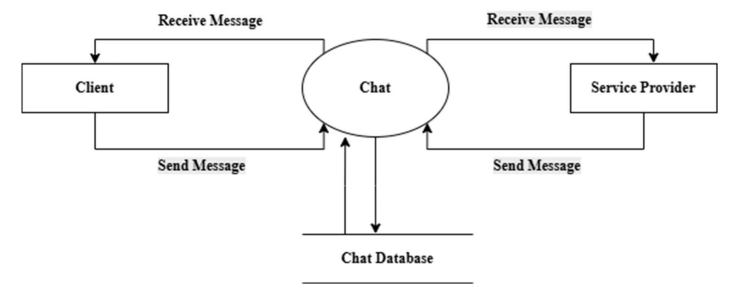 Receive Message
Receive Message
Client
Chat
Service Provider
Send Message
Send Message
Chat Database